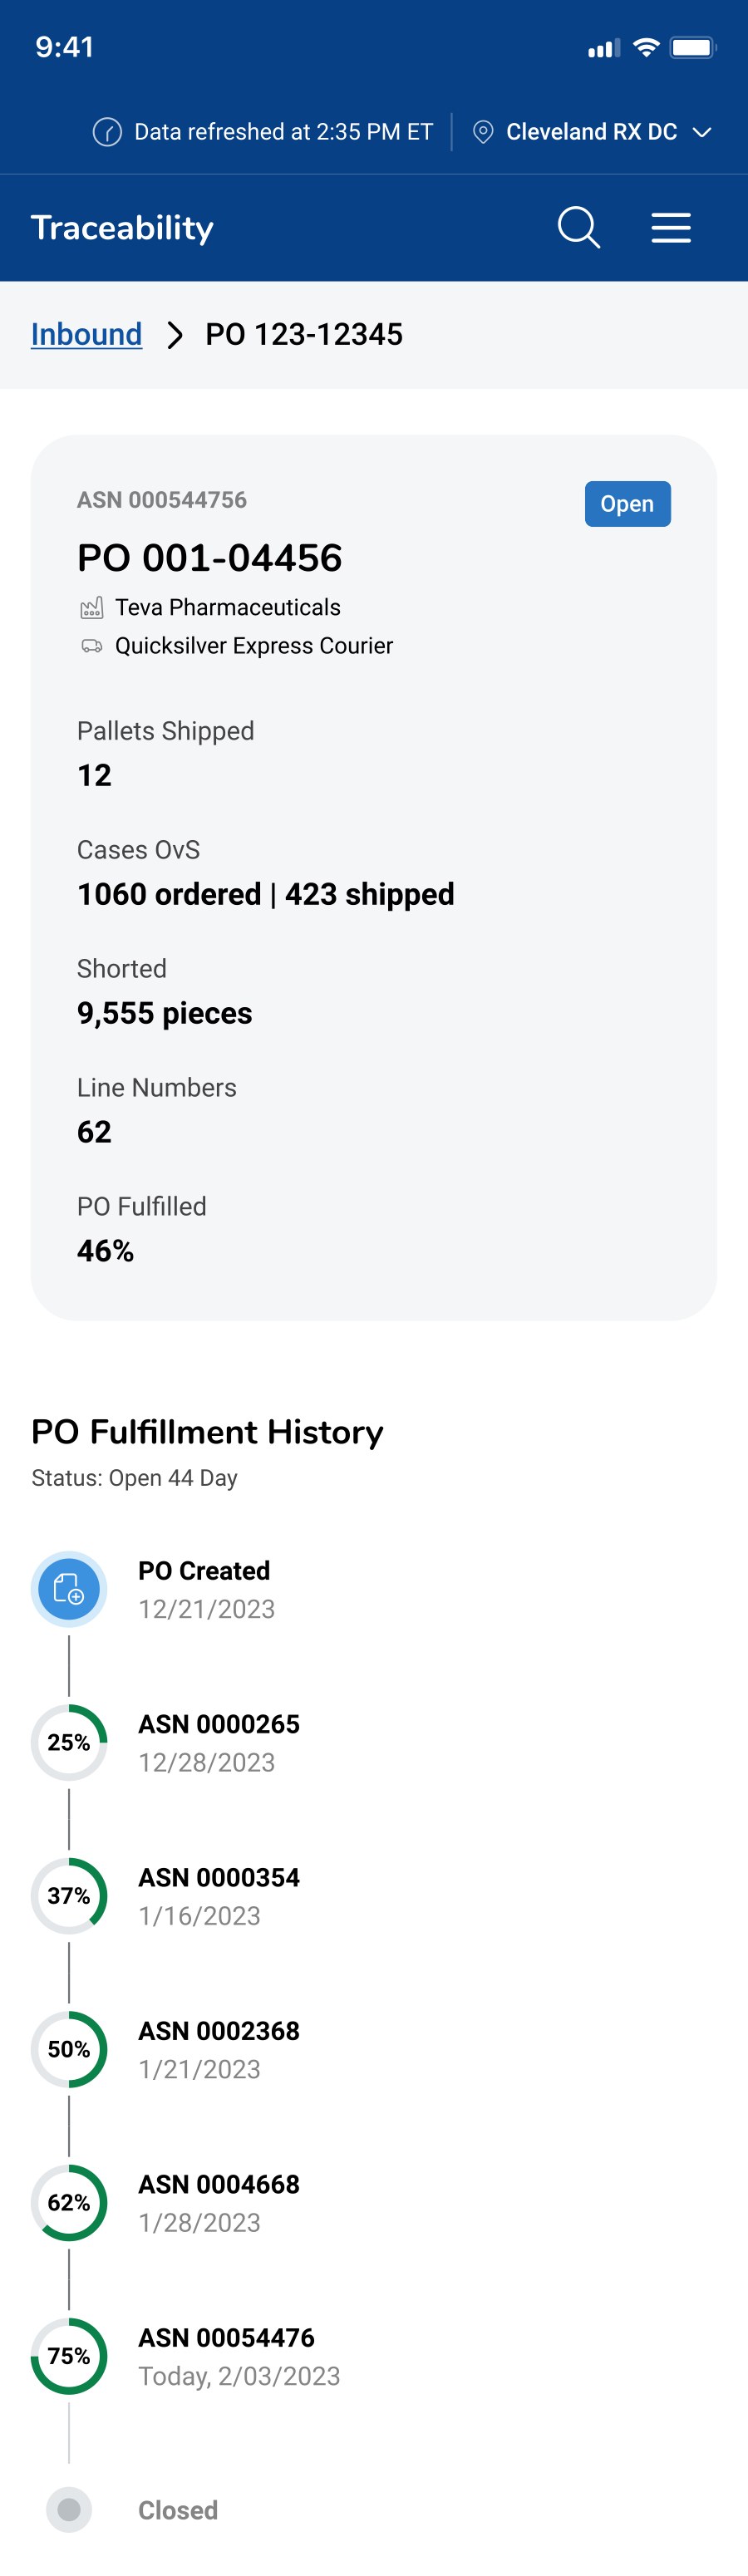 9:41
Data refreshed at 2:35 PM ET
Cleveland RX DC
Traceability
Inbound
PO 123-12345
ASN 000544756
Open
PO 001-04456
Teva Pharmaceuticals
Quicksilver Express Courier
Pallets Shipped
12
Cases OvS
1060 ordered | 423 shipped
Shorted
9,555 pieces
Line Numbers
62
PO Fulfilled
46%
PO Fulfillment History
Status: Open 44 Day
PO Created
12/21/2023
25%
ASN 0000265
12/28/2023
37%
ASN 0000354
1/16/2023
50%
ASN 0002368
1/21/2023
62%
ASN 0004668
1/28/2023
75%
ASN 00054476
Today, 2/03/2023
Closed